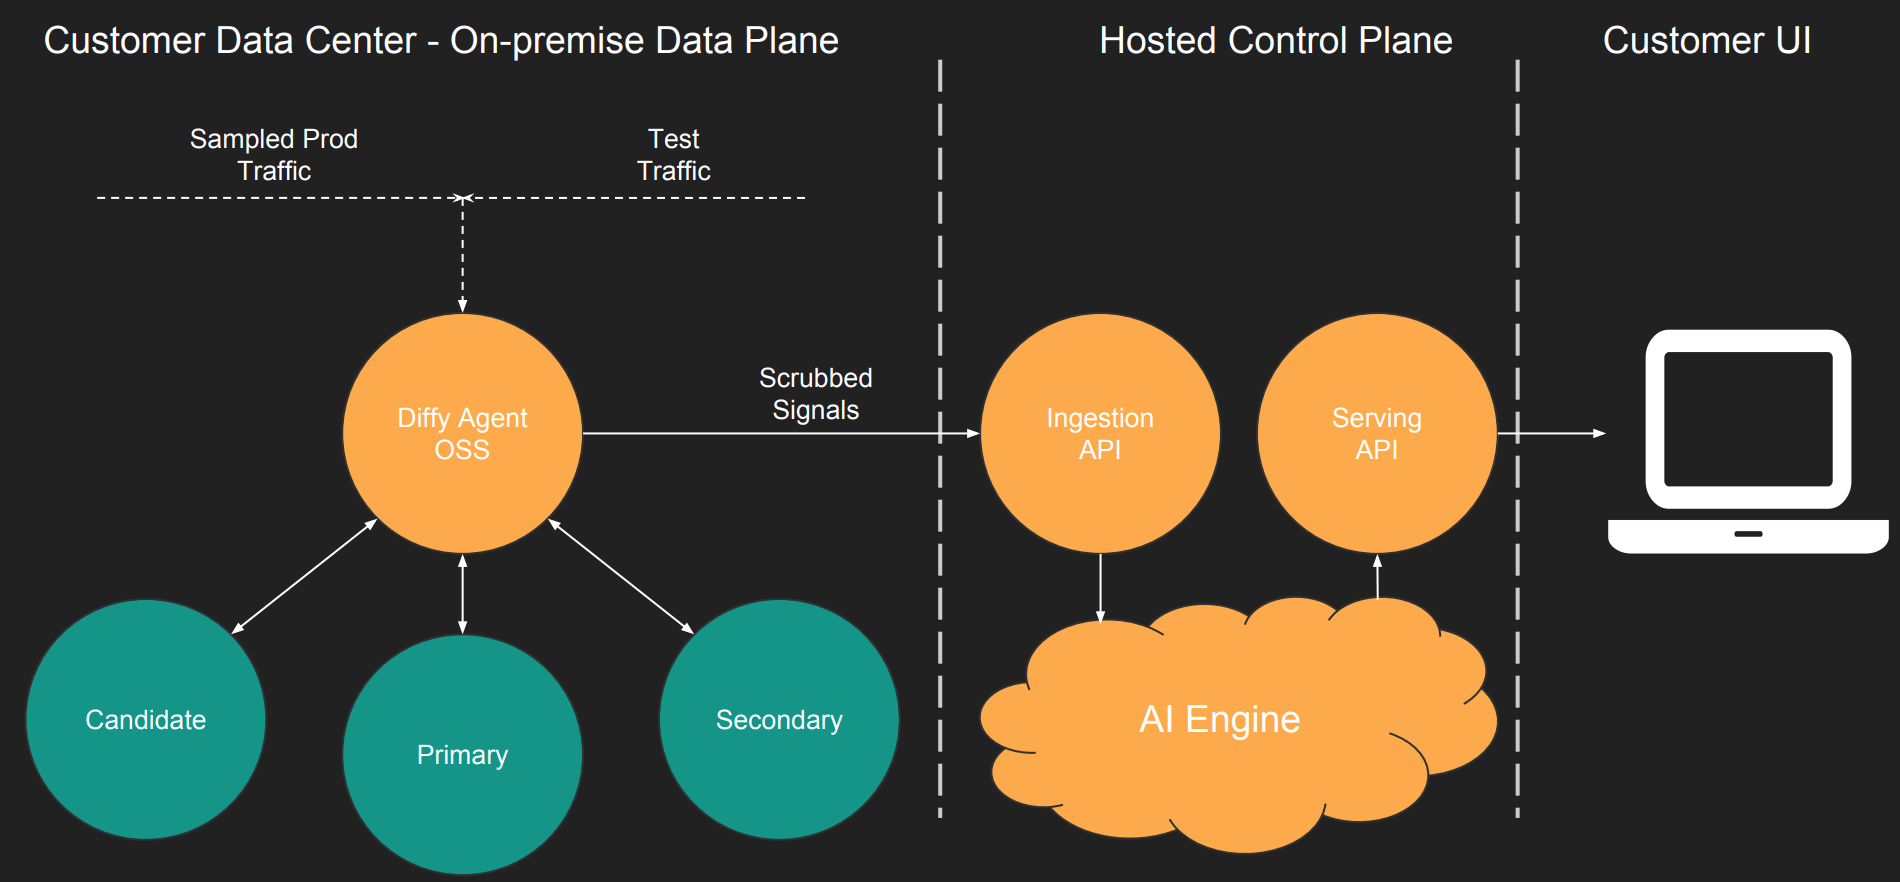 Customer Data Center - On-premise Data Plane
Hosted Control Plane
Customer UI
Sampled Prod
Traffic
Test
Traffic
Scrubbed
Signals
Diffy Agent
OSS
Ingestion
API
Serving
API
Candidate
Primary
Secondary
AI Engine